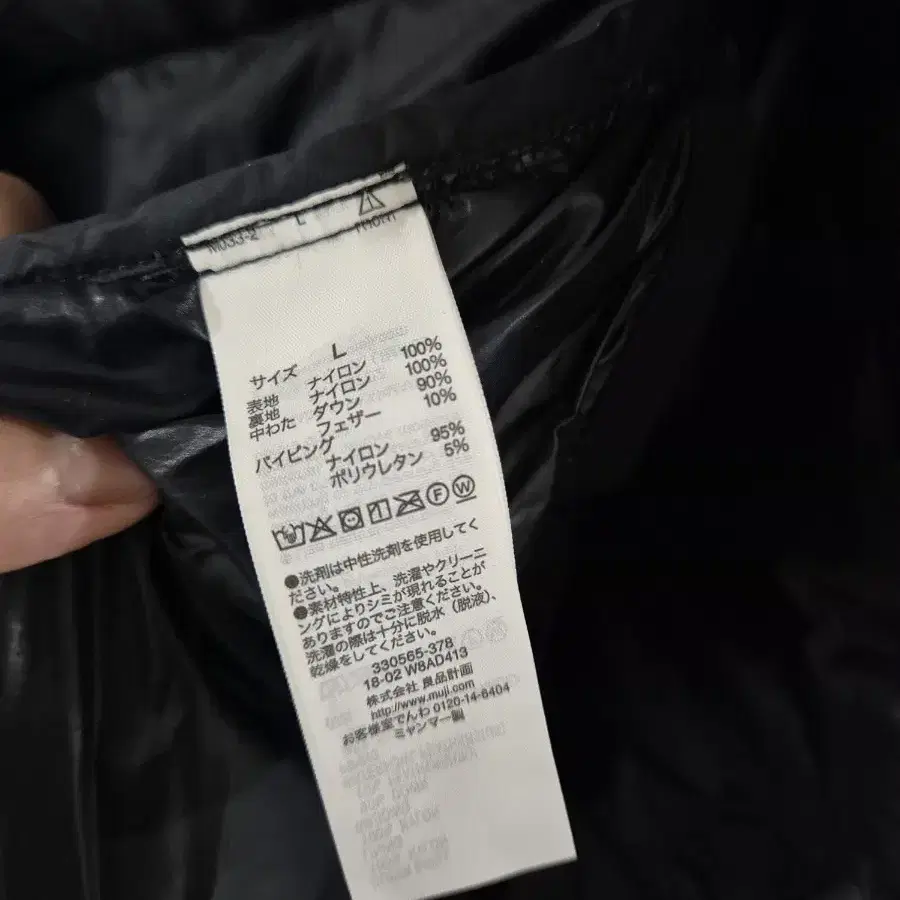 M033-2 L
サイズ L
表地 ナイロン 100%
裏地 ナイロン 100%
中わた ダウン 90%
フェザー 10%
パイピング
ナイロン 95%
ポリウレタン 5%
F W
●洗剤は中性洗剤を使用してく
ださい。
●素材特性上、洗濯やクリーニ
ングによりシミが現れることが
ありますのでご注意ください。
洗濯の際は十分に脱水（脱液）、
乾燥をしてください。
330565-378
18-02 W8AD413
株式会社 良品計画
http://www.muji.com
お客様室でんわ 0120-14-6404
ミャンマー製